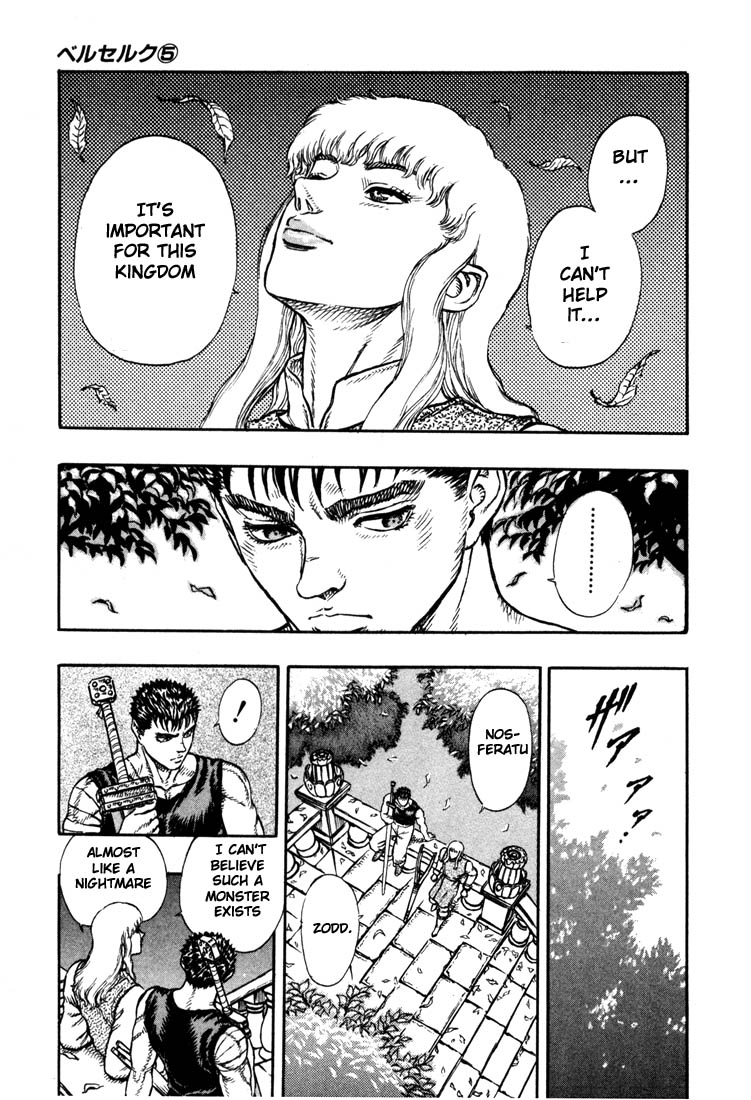 ベルセルク⑤
BUT
...
I
CAN'T
HELP
IT...
IT'S
IMPORTANT
FOR THIS
KINGDOM
..........
ザァ
ァ
ァ
…
NOS-
FERATU
ZODD.
!
I CAN'T
BELIEVE
SUCH A
MONSTER
EXISTS
ALMOST
LIKE A
NIGHTMARE